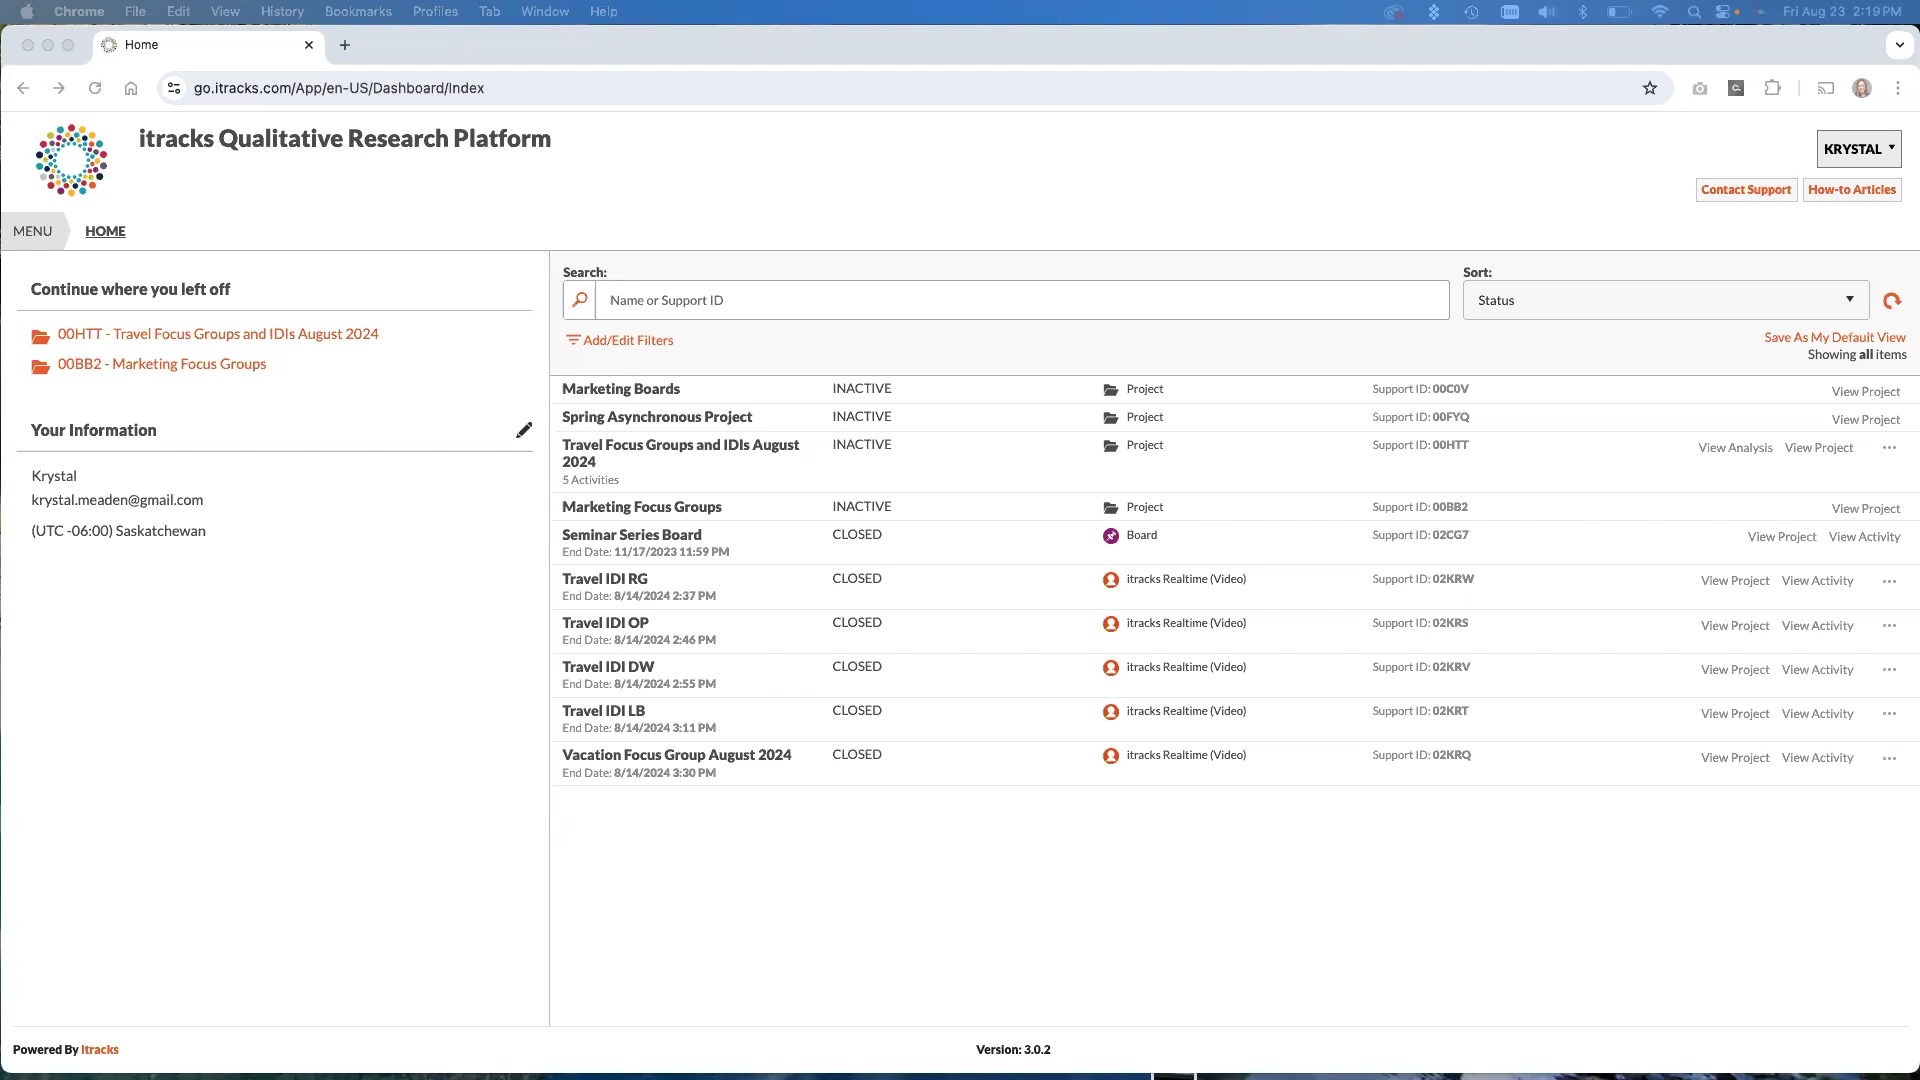 Chrome File Edit View History Bookmarks Profiles Tab Window Help Fri Aug 23 2:19 PM
Home
go.itracks.com/App/en-US/Dashboard/Index
itracks Qualitative Research Platform
KRYSTAL
Contact Support How-to Articles
MENU HOME
Continue where you left off
00HTT - Travel Focus Groups and IDIs August 2024
00BB2 - Marketing Focus Groups
Your Information
Krystal
krystal.meaden@gmail.com
(UTC -06:00) Saskatchewan
Search: Sort:
Name or Support ID Status
Add/Edit Filters Save As My Default View
Showing all items
Marketing Boards INACTIVE Project Support ID: 00C0V View Project
Spring Asynchronous Project INACTIVE Project Support ID: 00FYQ View Project
Travel Focus Groups and IDIs August INACTIVE Project Support ID: 00HTT View Analysis View Project ...
2024
5 Activities
Marketing Focus Groups INACTIVE Project Support ID: 00BB2 View Project
Seminar Series Board CLOSED Board Support ID: 02CG7 View Project View Activity
End Date: 11/17/2023 11:59 PM
Travel IDI RG CLOSED itracks Realtime (Video) Support ID: 02KRW View Project View Activity ...
End Date: 8/14/2024 2:37 PM
Travel IDI OP CLOSED itracks Realtime (Video) Support ID: 02KRS View Project View Activity ...
End Date: 8/14/2024 2:46 PM
Travel IDI DW CLOSED itracks Realtime (Video) Support ID: 02KRV View Project View Activity ...
End Date: 8/14/2024 2:55 PM
Travel IDI LB CLOSED itracks Realtime (Video) Support ID: 02KRT View Project View Activity ...
End Date: 8/14/2024 3:11 PM
Vacation Focus Group August 2024 CLOSED itracks Realtime (Video) Support ID: 02KRQ View Project View Activity ...
End Date: 8/14/2024 3:30 PM
Powered By Itracks Version: 3.0.2